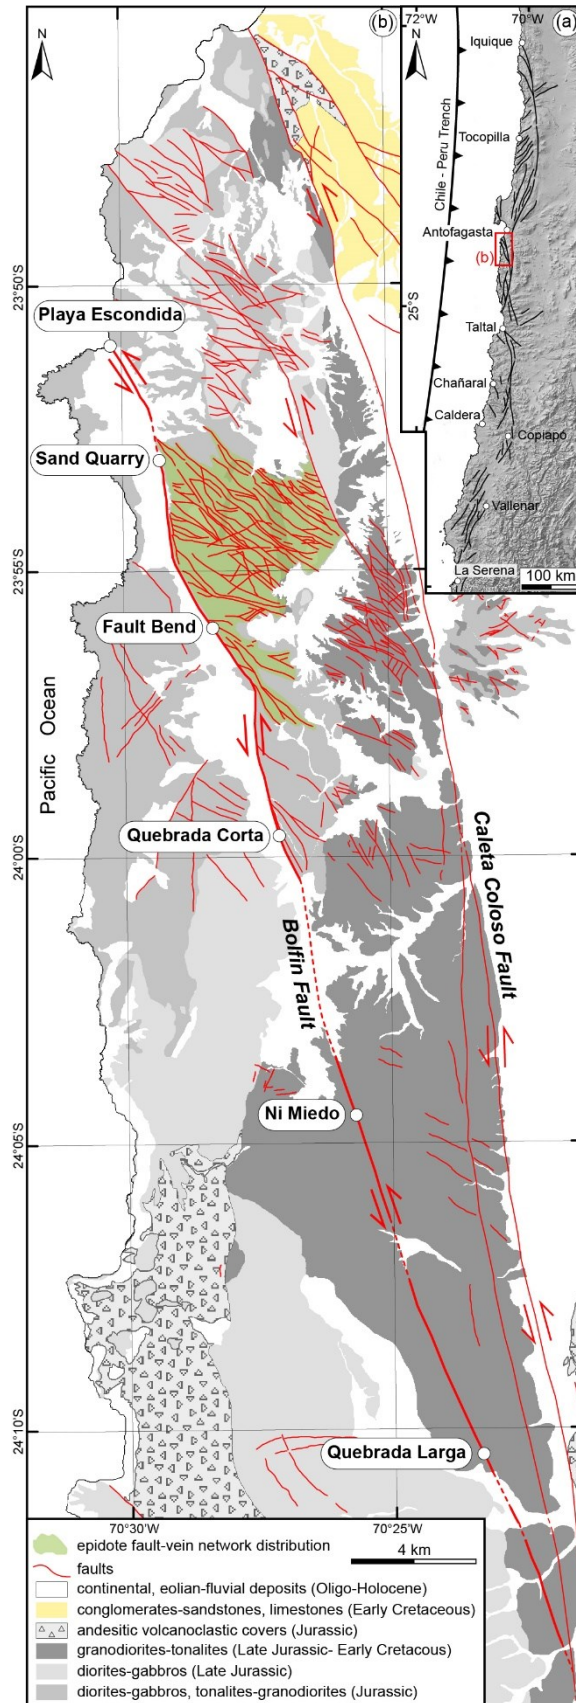 (b)
N
72°W
70°W
(a)
N
Iquique
Chile - Peru Trench
Tocopilla
Antofagasta
(b)
25°S
Taltal
Chañaral
Caldera
Copiapò
Vallenar
La Serena
100 km
23°50'S
Playa Escondida
Sand Quarry
23°55'S
Fault Bend
Pacific Ocean
Quebrada Corta
24°00'S
Bolfin Fault
Caleta Coloso Fault
Ni Miedo
24°05'S
24°10'S
Quebrada Larga
70°30'W
70°25'W
4 km
epidote fault-vein network distribution
faults
continental, eolian-fluvial deposits (Oligo-Holocene)
conglomerates-sandstones, limestones (Early Cretaceous)
andesitic volcanoclastic covers (Jurassic)
granodiorites-tonalites (Late Jurassic- Early Cretacous)
diorites-gabbros (Late Jurassic)
diorites-gabbros, tonalites-granodiorites (Jurassic)